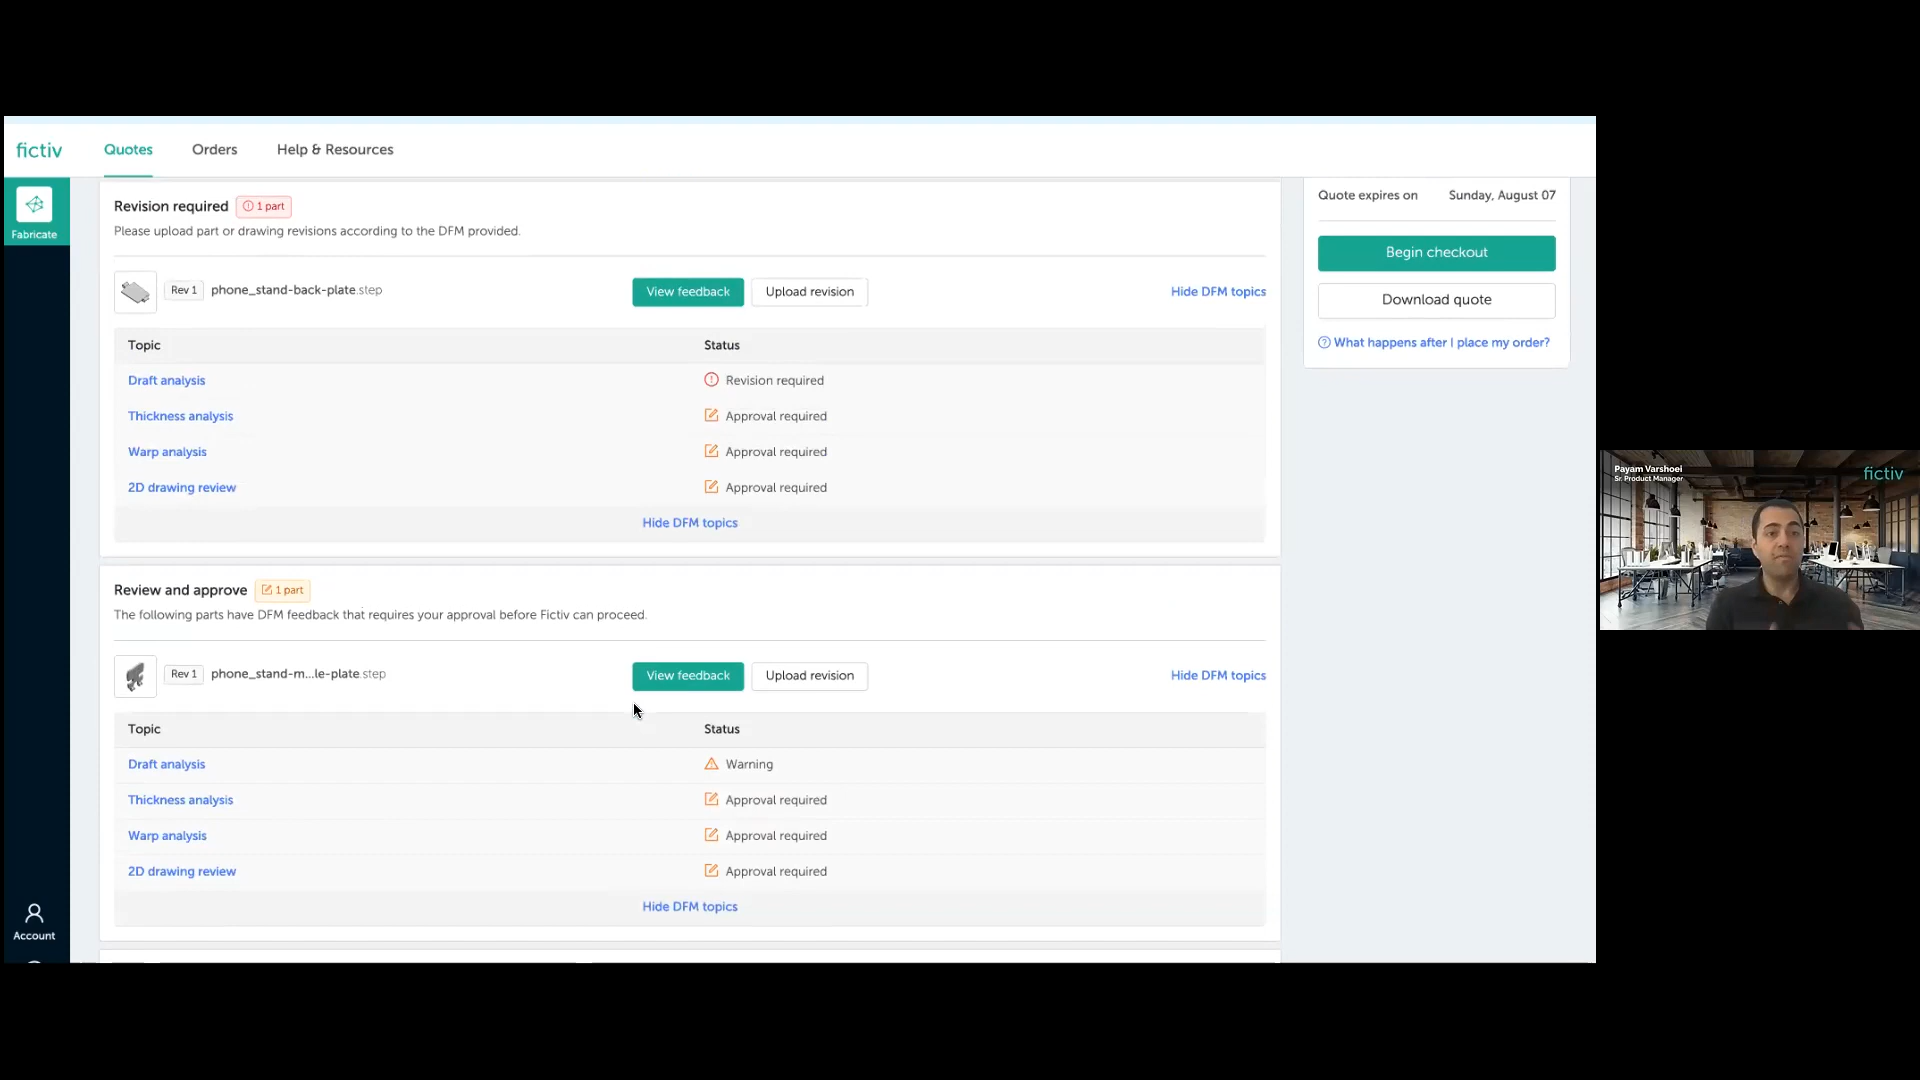 fictiv
Quotes
Orders
Help & Resources
Fabricate
Revision required
1 part
Please upload part or drawing revisions according to the DFM provided.
Rev 1
phone_stand-back-plate.step
View feedback
Upload revision
Hide DFM topics
Topic
Status
Draft analysis
Revision required
Thickness analysis
Approval required
Warp analysis
Approval required
2D drawing review
Approval required
Hide DFM topics
Review and approve
1 part
The following parts have DFM feedback that requires your approval before Fictiv can proceed.
Rev 1
phone_stand-m...le-plate.step
View feedback
Upload revision
Hide DFM topics
Topic
Status
Draft analysis
Warning
Thickness analysis
Approval required
Warp analysis
Approval required
2D drawing review
Approval required
Hide DFM topics
Account
Quote expires on
Sunday, August 07
Begin checkout
Download quote
What happens after I place my order?
Payam Varshoei
Sr. Product Manager
fictiv